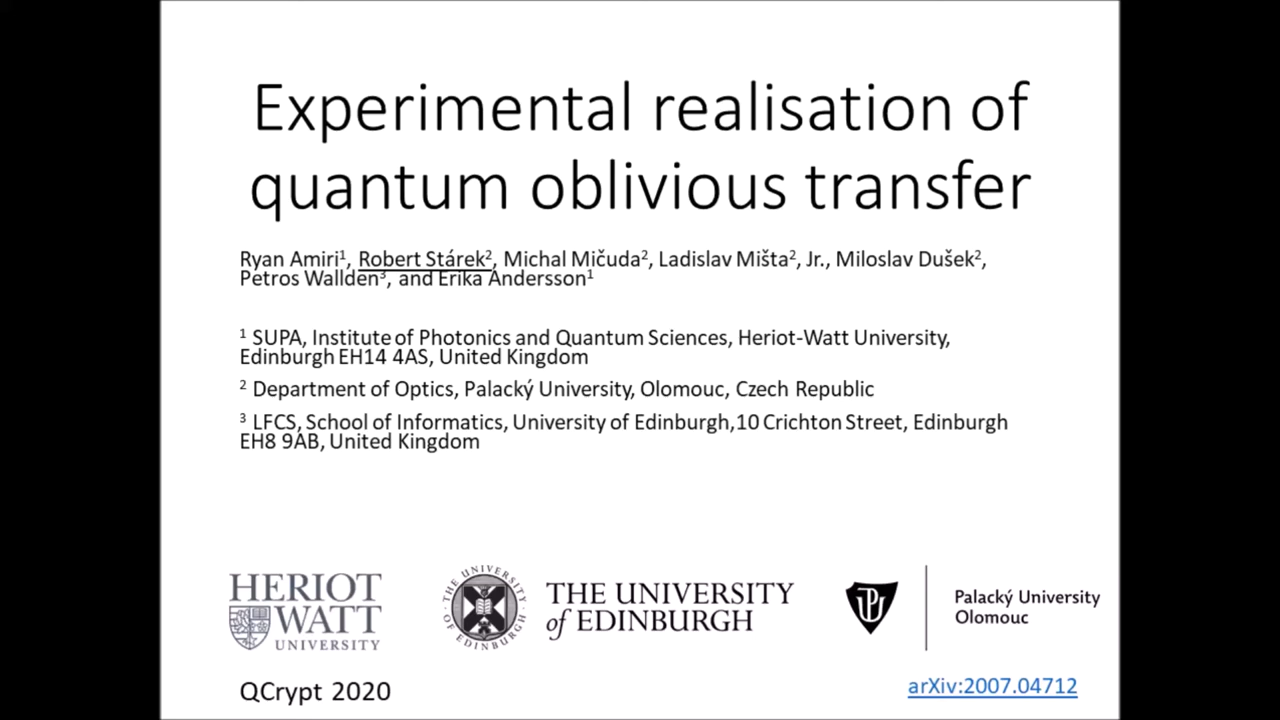 Experimental realisation of
quantum oblivious transfer
Ryan Amiri¹, Robert Stárek², Michal Mičuda², Ladislav Mišta², Jr., Miloslav Dušek²,
Petros Wallden³, and Erika Andersson¹
¹ SUPA, Institute of Photonics and Quantum Sciences, Heriot-Watt University,
Edinburgh EH14 4AS, United Kingdom
² Department of Optics, Palacký University, Olomouc, Czech Republic
³ LFCS, School of Informatics, University of Edinburgh,10 Crichton Street, Edinburgh
EH8 9AB, United Kingdom
HERIOT
WATT
UNIVERSITY
THE UNIVERSITY OF EDINBURGH
THE UNIVERSITY
of EDINBURGH
Palacký University
Olomouc
QCrypt 2020
arXiv:2007.04712